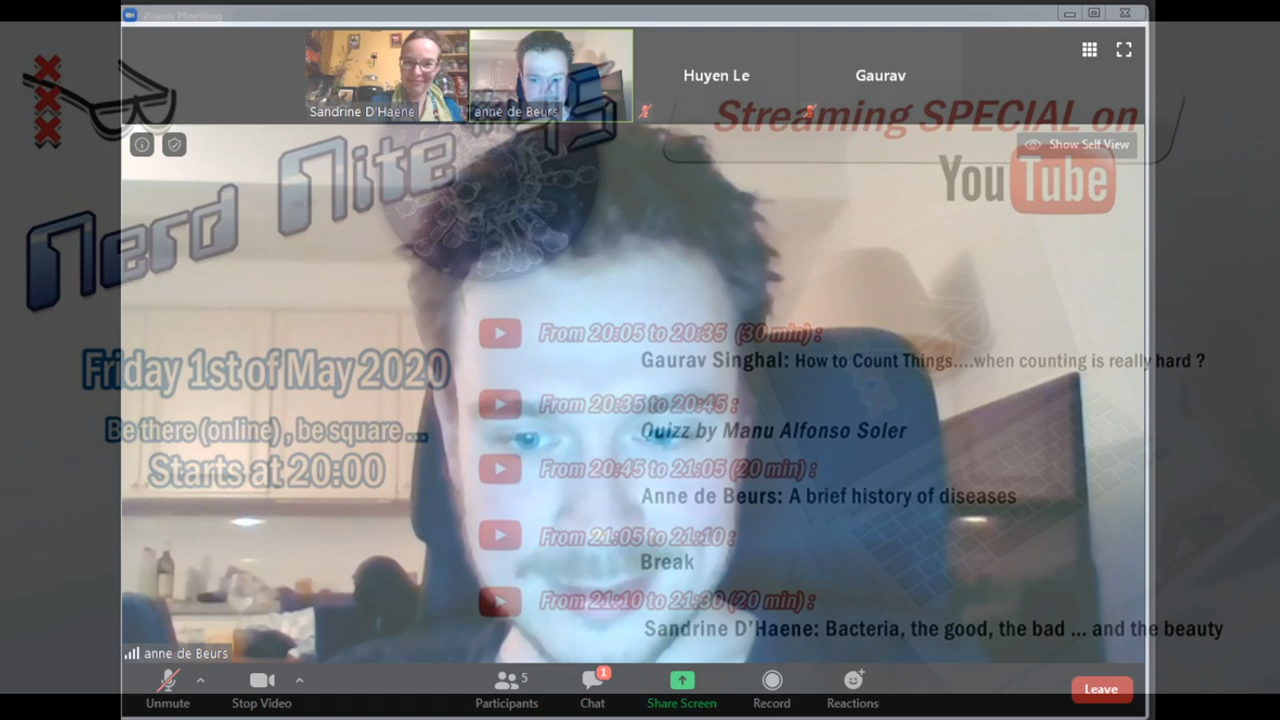 Zoom Meeting
Sandrine D'Haene
anne de Beurs
Huyen Le
Gaurav
Streaming SPECIAL on
Show Self View
YouTube
Nerd Nite
Friday 1st of May 2020
Be there (online) , be square ...
Starts at 20:00
From 20:05 to 20:35 (30 min) :
Gaurav Singhal: How to Count Things....when counting is really hard ?
From 20:35 to 20:45 :
Quizz by Manu Alfonso Soler
From 20:45 to 21:05 (20 min) :
Anne de Beurs: A brief history of diseases
From 21:05 to 21:10 :
Break
From 21:10 to 21:30 (20 min) :
Sandrine D'Haene: Bacteria, the good, the bad ... and the beauty
anne de Beurs
5
1
Unmute
Stop Video
Participants
Chat
Share Screen
Record
Reactions
Leave